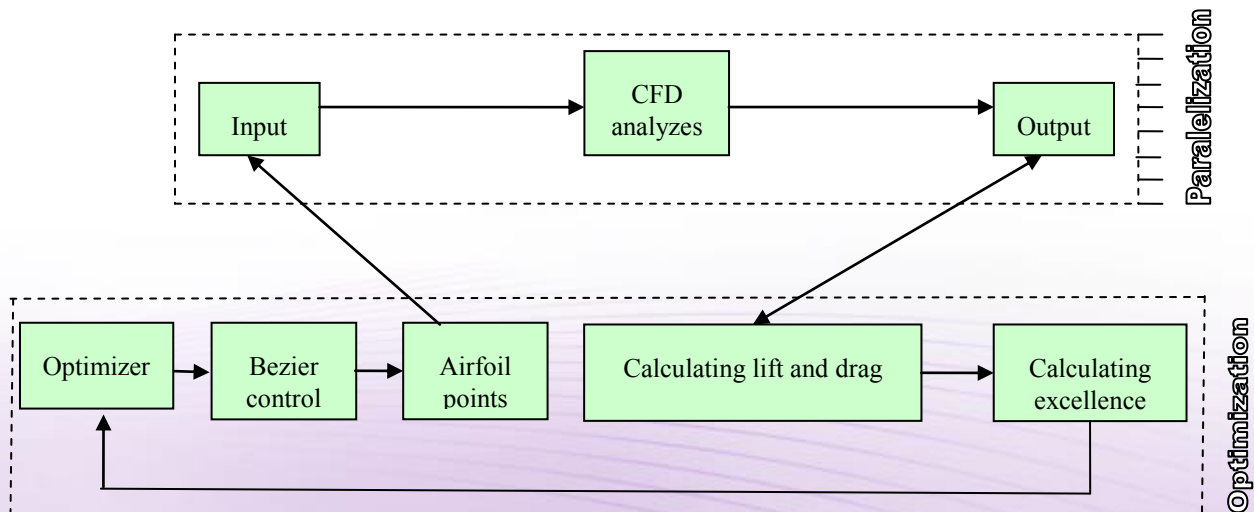 Paralelization
CFD
analyzes
Input
Output
Optimizer
Bezier
control
Airfoil
points
Calculating lift and drag
Calculating
excellence
Optimization